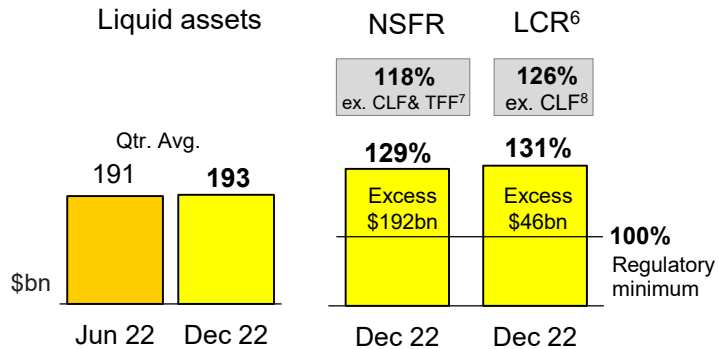 Liquid assets
NSFR
LCR⁶
118%
ex. CLF& TFF⁷
126%
ex. CLF⁸
Qtr. Avg.
191
193
129%
131%
Excess
$192bn
Excess
$46bn
100%
Regulatory
minimum
$bn
Jun 22
Dec 22
Dec 22
Dec 22